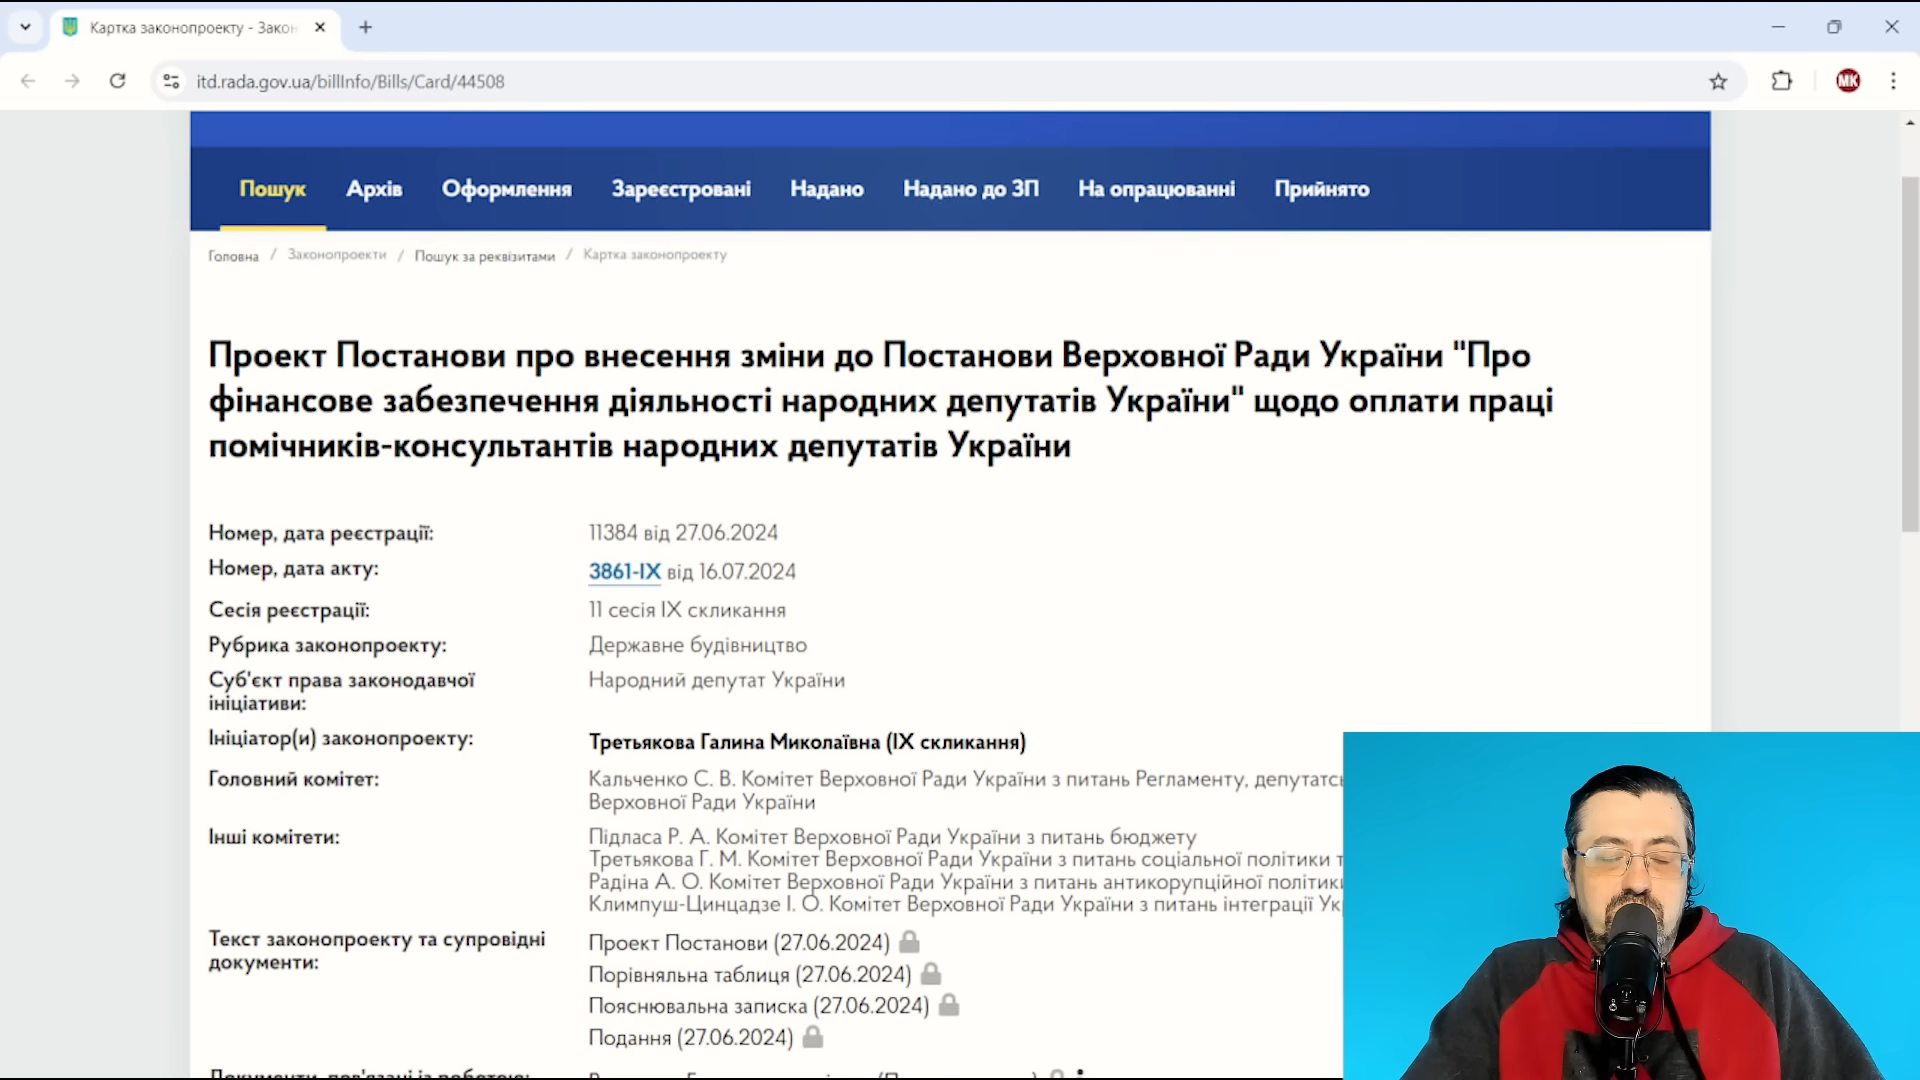 Картка законопроекту - Закон
itd.rada.gov.ua/billInfo/Bills/Card/44508
MK
Пошук Архів Оформлення Зареєстровані Надано Надано до ЗП На опрацюванні Прийнято
Головна / Законопроекти / Пошук за реквізитами / Картка законопроекту
Проект Постанови про внесення зміни до Постанови Верховної Ради України "Про
фінансове забезпечення діяльності народних депутатів України" щодо оплати праці
помічників-консультантів народних депутатів України
Номер, дата реєстрації: 11384 від 27.06.2024
Номер, дата акту: 3861-IX від 16.07.2024
Сесія реєстрації: 11 сесія IX скликання
Рубрика законопроекту: Державне будівництво
Суб'єкт права законодавчої Народний депутат України
ініціативи:
Ініціатор(и) законопроекту: Третьякова Галина Миколаївна (IX скликання)
Головний комітет: Кальченко С. В. Комітет Верховної Ради України з питань Регламенту, депутатсь
Верховної Ради України
Інші комітети: Підласа Р. А. Комітет Верховної Ради України з питань бюджету
Третьякова Г. М. Комітет Верховної Ради України з питань соціальної політики т
Радіна А. О. Комітет Верховної Ради України з питань антикорупційної політики
Климпуш-Цинцадзе І. О. Комітет Верховної Ради України з питань інтеграції Ук
Текст законопроекту та супровідні Проект Постанови (27.06.2024)
документи: Порівняльна таблиця (27.06.2024)
Пояснювальна записка (27.06.2024)
Подання (27.06.2024)